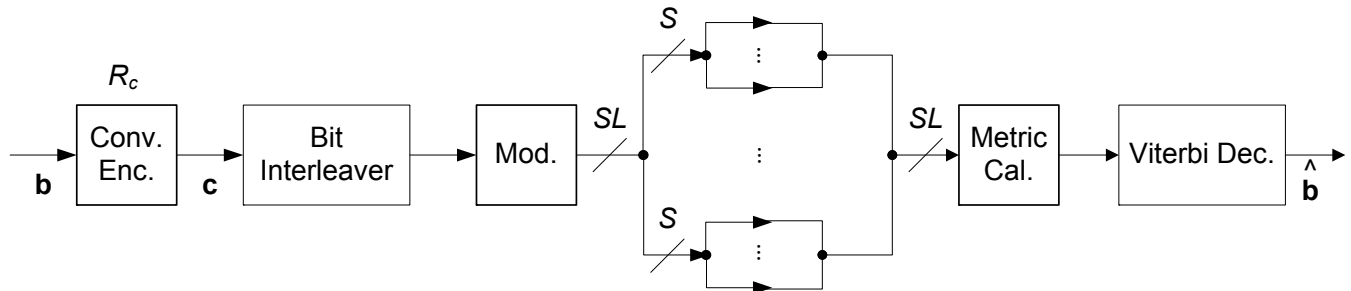 R_c
Conv.
Enc.
b
c
Bit
Interleaver
Mod.
SL
S
...
...
S
...
SL
Metric
Cal.
Viterbi Dec.
b̂